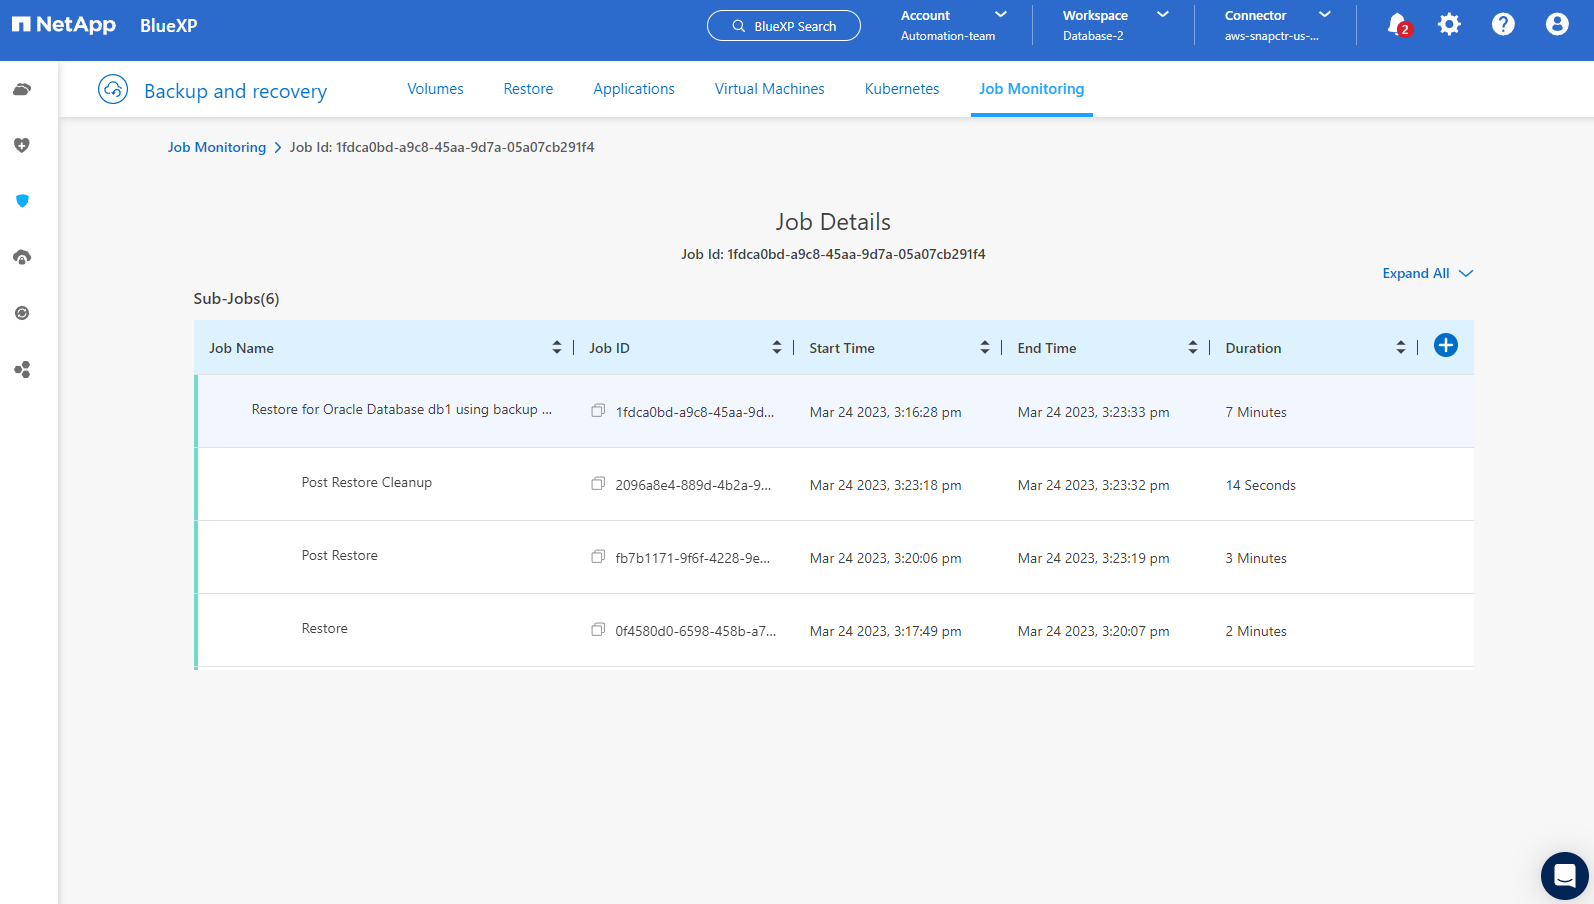 NetApp BlueXP BlueXP Search Account Workspace Connector
Automation-team Database-2 aws-snapctr-us-... 2
Backup and recovery Volumes Restore Applications Virtual Machines Kubernetes Job Monitoring
Job Monitoring > Job Id: 1fdca0bd-a9c8-45aa-9d7a-05a07cb291f4
Job Details
Job Id: 1fdca0bd-a9c8-45aa-9d7a-05a07cb291f4
Expand All
Sub-Jobs(6)
Job Name Job ID Start Time End Time Duration
Restore for Oracle Database db1 using backup ... 1fdca0bd-a9c8-45aa-9d... Mar 24 2023, 3:16:28 pm Mar 24 2023, 3:23:33 pm 7 Minutes
Post Restore Cleanup 2096a8e4-889d-4b2a-9... Mar 24 2023, 3:23:18 pm Mar 24 2023, 3:23:32 pm 14 Seconds
Post Restore fb7b1171-9f6f-4228-9e... Mar 24 2023, 3:20:06 pm Mar 24 2023, 3:23:19 pm 3 Minutes
Restore 0f4580d0-6598-458b-a7... Mar 24 2023, 3:17:49 pm Mar 24 2023, 3:20:07 pm 2 Minutes